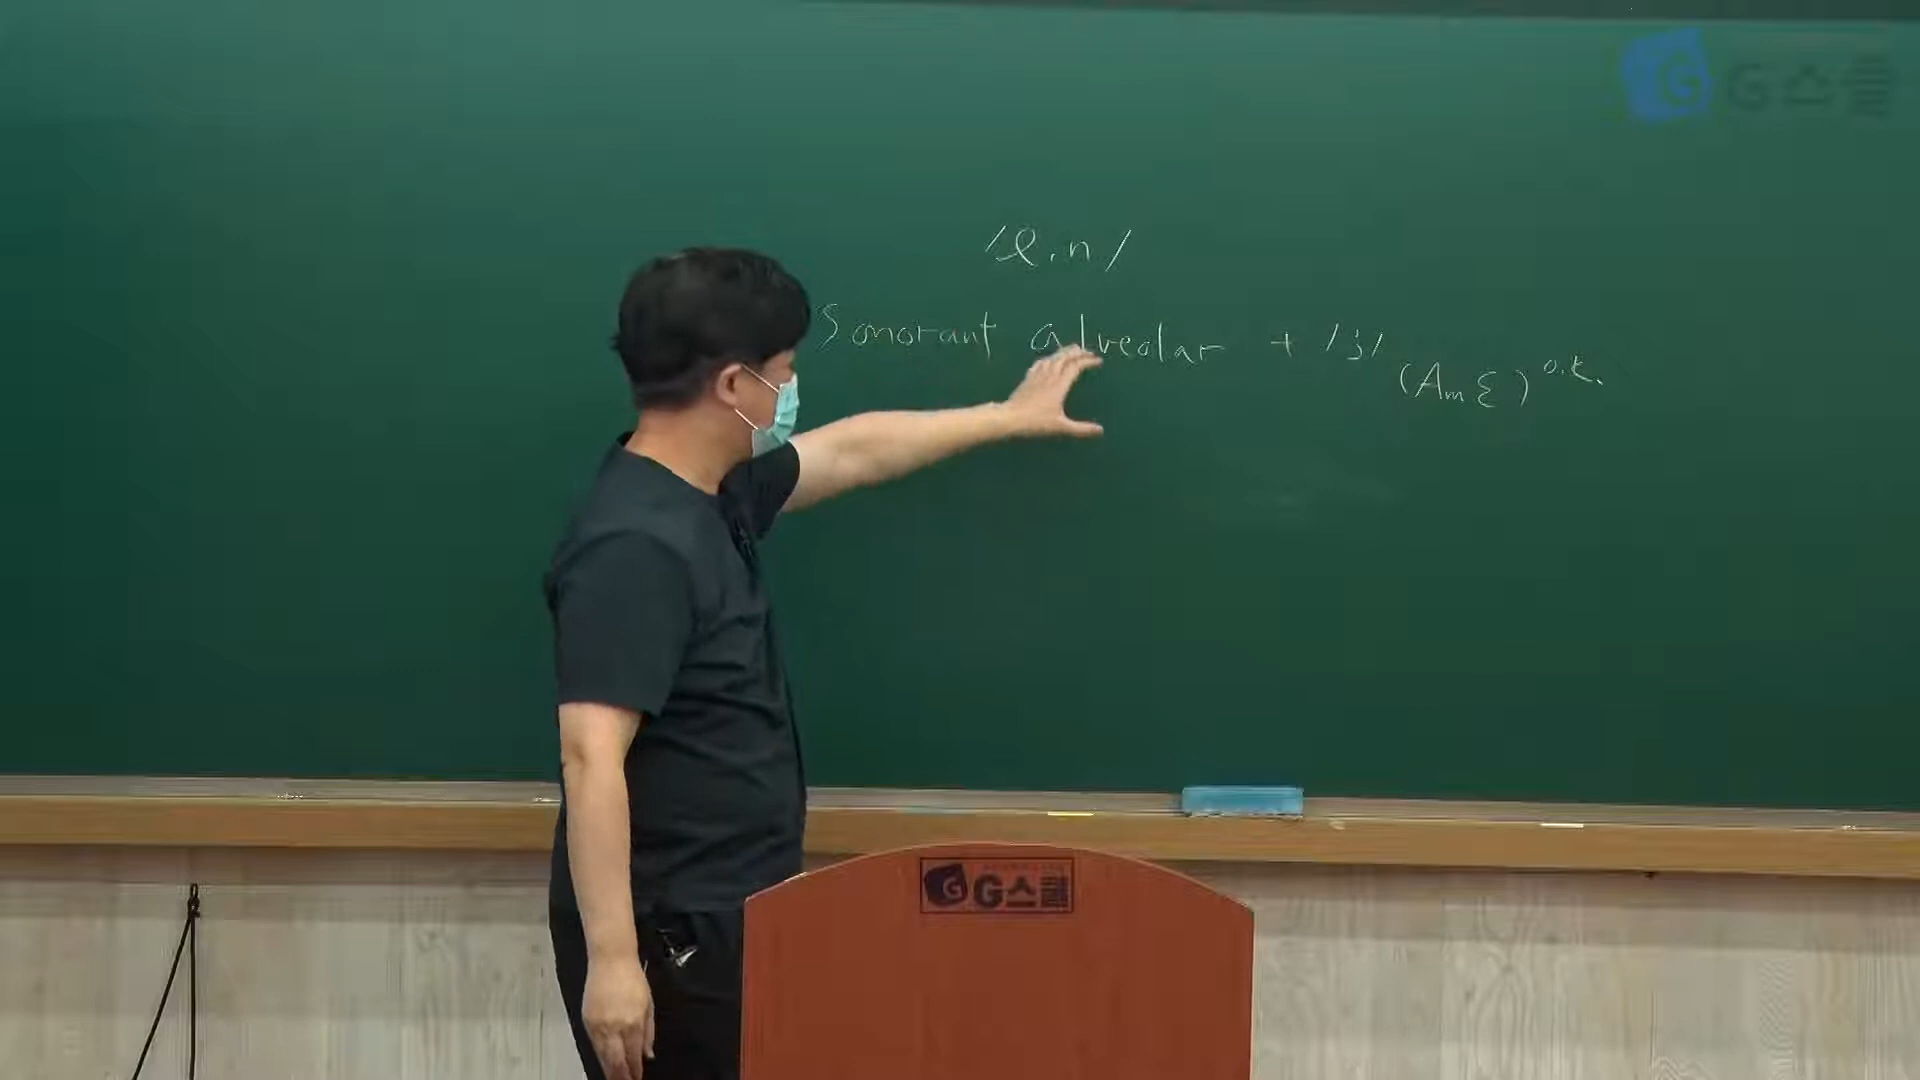 G스쿨
/l, n/
Sonorant alveolar + /j/
(AmE) o.k.
G G스쿨